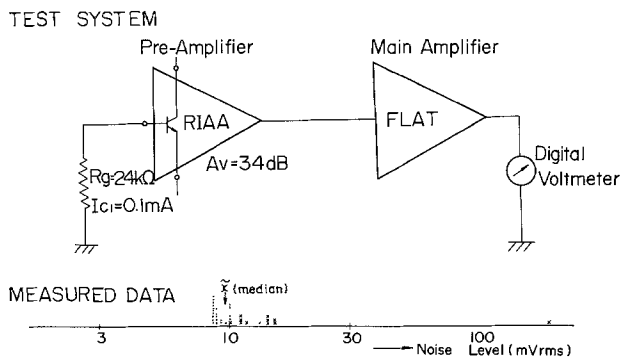 TEST SYSTEM
Pre-Amplifier
Main Amplifier
RIAA
FLAT
Av=34dB
Digital
Voltmeter
Rg=24kΩ
Ic1=0.1mA
x̃ (median)
MEASURED DATA
3 10 30 100
Noise Level (mVrms)